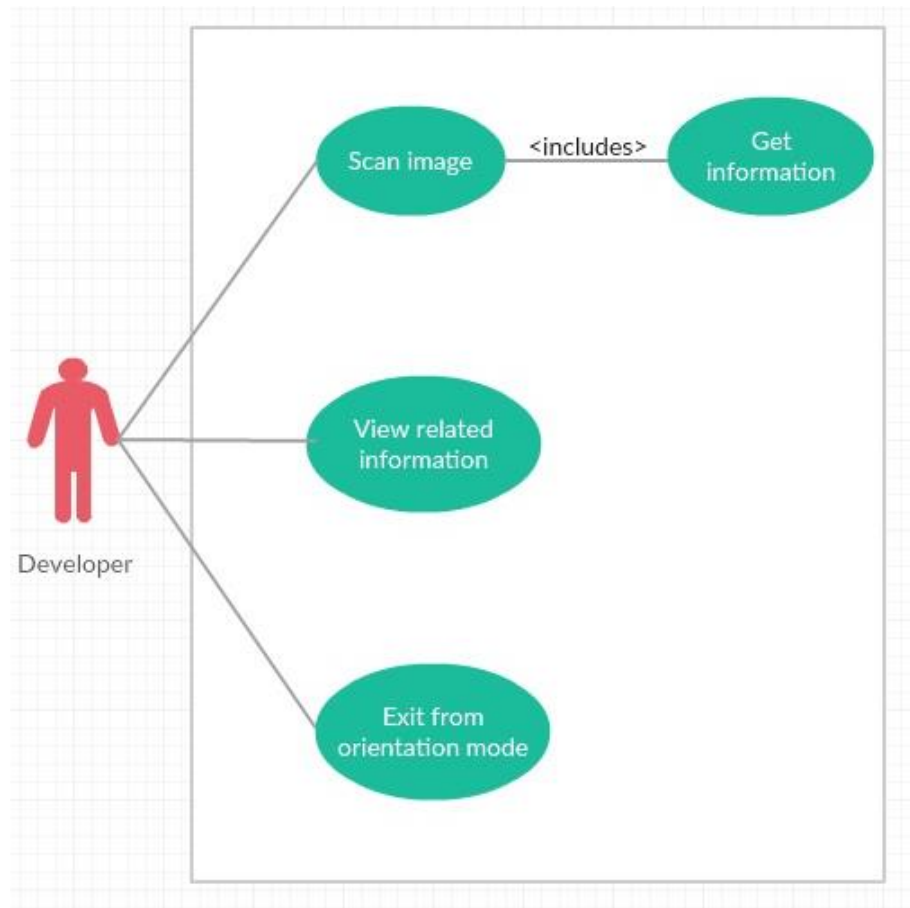 Scan image
<includes>
Get
information
View related
information
Developer
Exit from
orientation mode